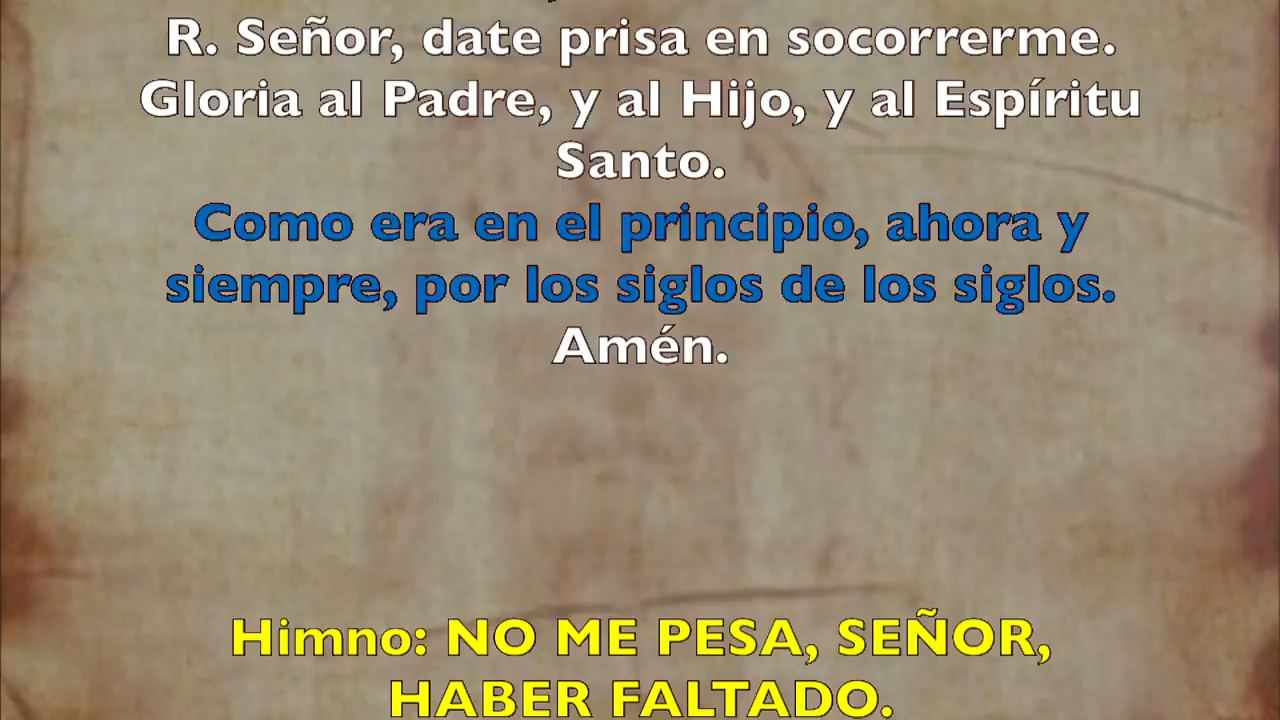 R. Señor, date prisa en socorrerme.
Gloria al Padre, y al Hijo, y al Espíritu
Santo.
Como era en el principio, ahora y
siempre, por los siglos de los siglos.
Amén.
Himno: NO ME PESA, SEÑOR,
HABER FALTADO.